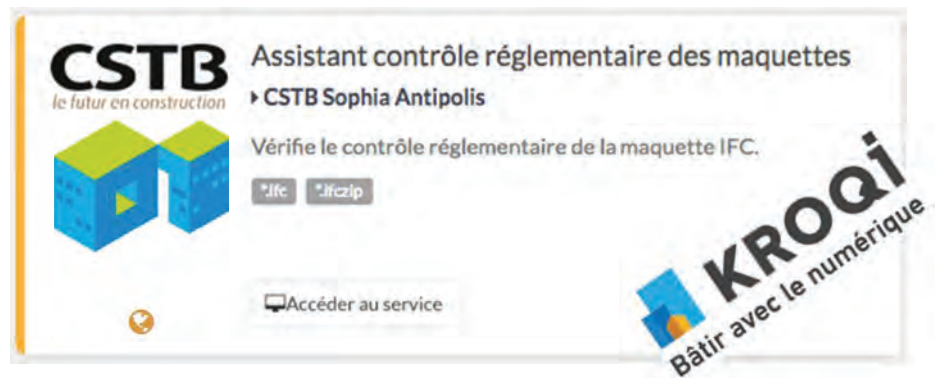 CSTB
le futur en construction
Assistant contrôle réglementaire des maquettes
CSTB Sophia Antipolis
Vérifie le contrôle réglementaire de la maquette IFC.
*.ifc *.ifczip
Accéder au service
KROQi
Bâtir avec le numérique